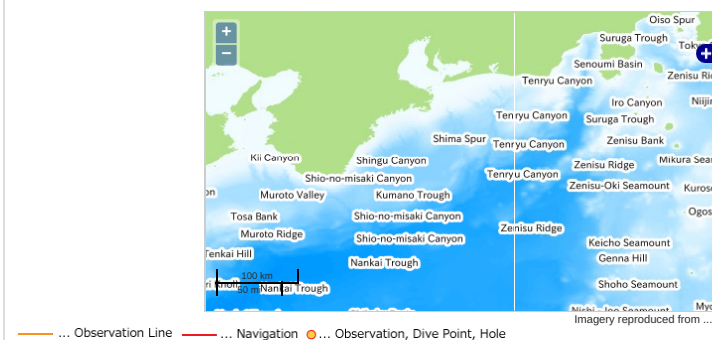 Oiso Spur
Suruga Trough
Senoumi Basin
Tenryu Canyon
Iro Canyon
Tenryu Canyon
Suruga Trough
Shima Spur
Tenryu Canyon
Zenisu Bank
Kii Canyon
Shingu Canyon
Zenisu Ridge
Mikura Sea
Shio-no-misaki Canyon
Tenryu Canyon
Zenisu-Oki Seamount
Muroto Valley
Kumano Trough
Tosa Bank
Shio-no-misaki Canyon
Zenisu Ridge
Muroto Ridge
Shio-no-misaki Canyon
Keicho Seamount
Tenkai Hill
Nankai Trough
Genna Hill
100 km
Nankai Trough
50 mi
Shoho Seamount
Imagery reproduced from ...
... Observation Line ... Navigation ... Observation, Dive Point, Hole